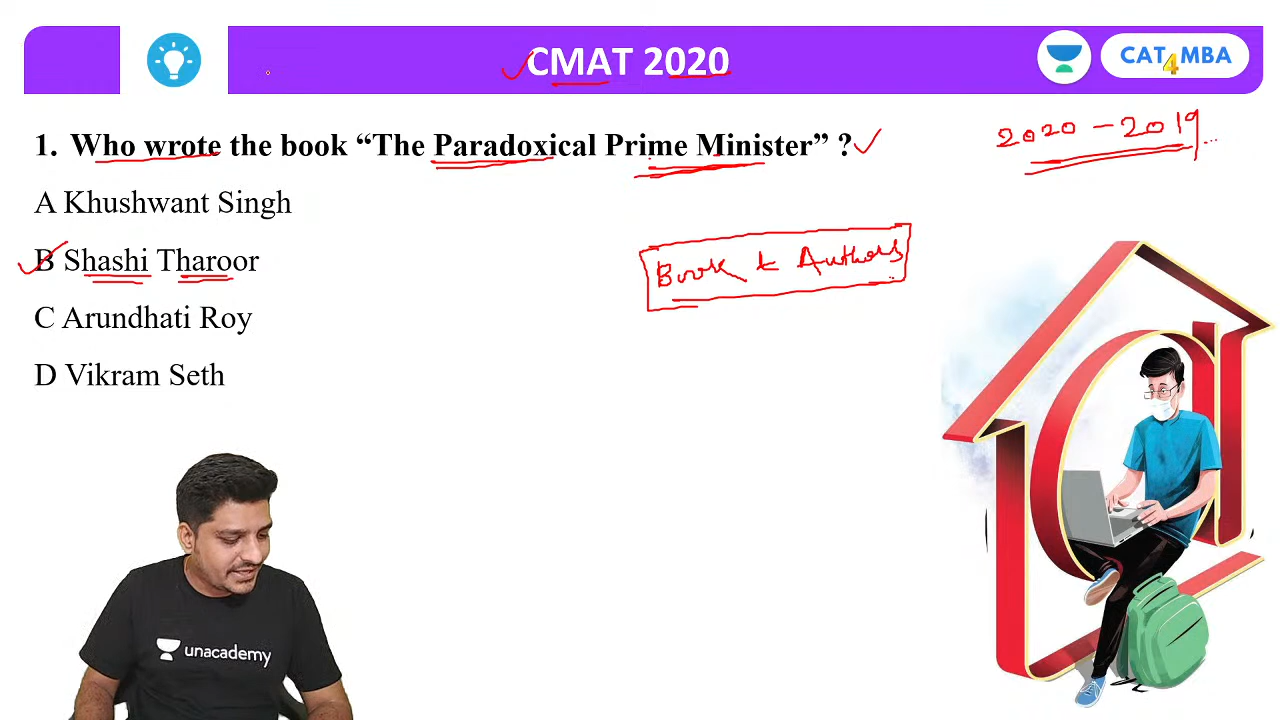 CMAT 2020
CAT4MBA
1. Who wrote the book “The Paradoxical Prime Minister” ?
2020 - 2019...
A Khushwant Singh
B Shashi Tharoor
Book & Authors
C Arundhati Roy
D Vikram Seth
unacademy